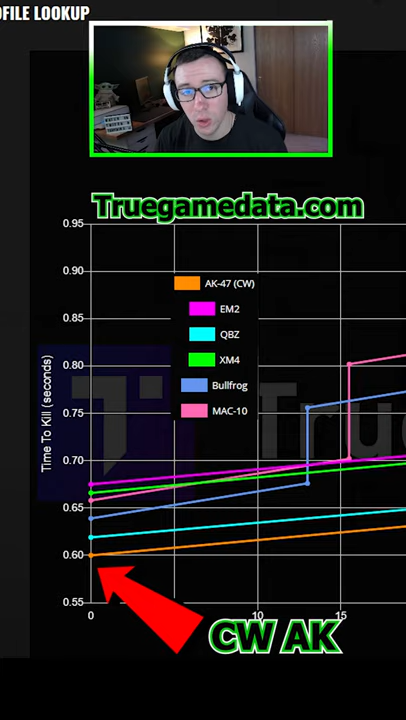 OFILE LOOKUP
Truegamedata.com
0.95
0.90
0.85
0.80
0.75
0.70
0.65
0.60
0.55
Time To Kill (seconds)
AK-47 (CW)
EM2
QBZ
XM4
Bullfrog
MAC-10
True
0
10
15
CW AK